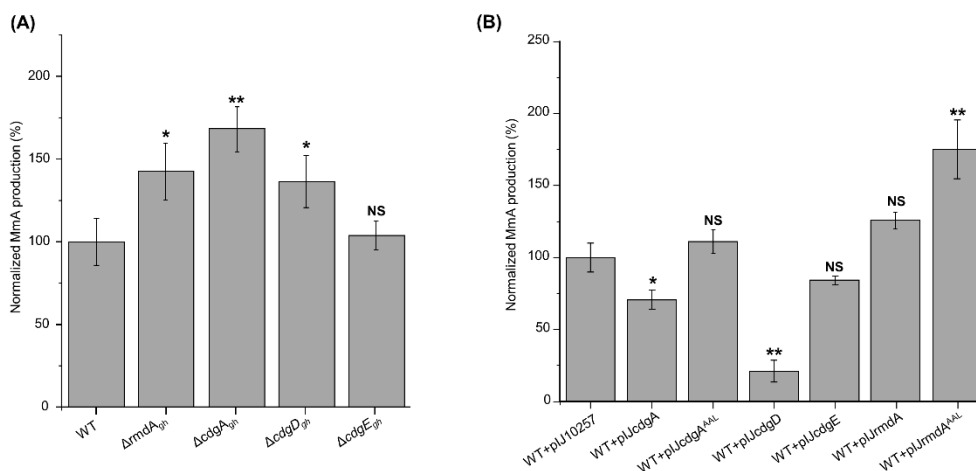 (A)
Normalized MmA production (%)
200
150
100
50
0
*
**
*
NS
WT
ΔrmdAgh
ΔcdgAgh
ΔcdgDgh
ΔcdgEgh
(B)
Normalized MmA production (%)
250
200
150
100
50
0
*
NS
**
NS
NS
**
WT+pIJ10257
WT+pIJcdgA
WT+pIJcdgAᴬᴬᴸ
WT+pIJcdgD
WT+pIJcdgE
WT+pIJrmdA
WT+pIJrmdAᴬᴬᴸ